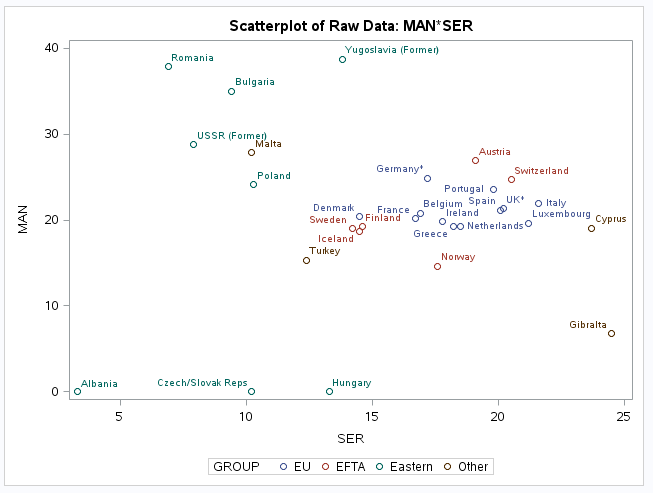 Scatterplot of Raw Data: MAN*SER
40
Yugoslavia (Former)
Romania
Bulgaria
30
USSR (Former)
Malta
Austria
Germany*
Switzerland
Poland
Portugal
Spain
UK*
Italy
Denmark
France
Belgium
Ireland
Luxembourg
MAN
20
Sweden
Finland
Cyprus
Greece
Netherlands
Iceland
Turkey
Norway
10
Gibralta
Albania
Czech/Slovak Reps
Hungary
0
5 10 15 20 25
SER
GROUP EU EFTA Eastern Other